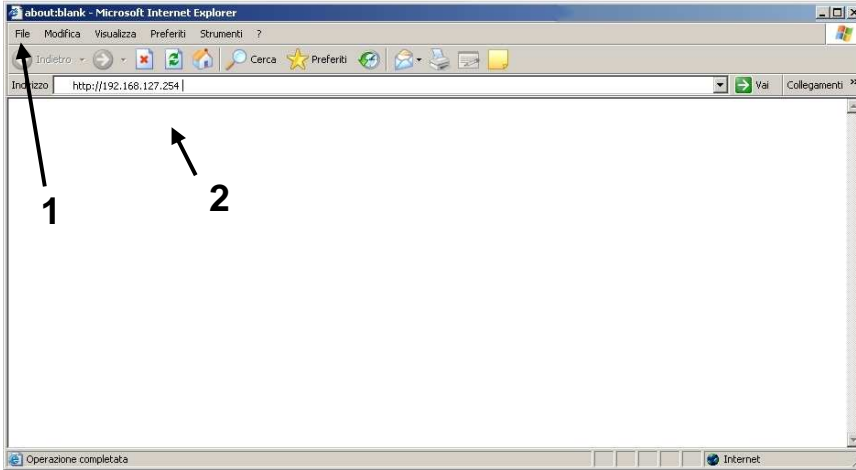 about:blank - Microsoft Internet Explorer
File Modifica Visualizza Preferiti Strumenti ?
Indietro Cerca Preferiti
Indirizzo http://192.168.127.254 Vai Collegamenti »
1
2
Operazione completata Internet